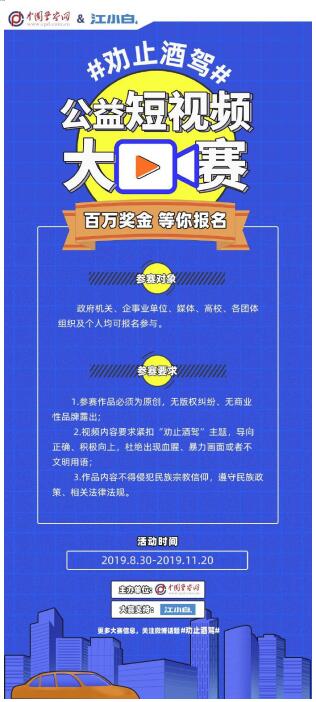 中国警察网 & 江小白
www.cpd.com.cn
#劝止酒驾#
公益短视频
大赛
百万奖金 等你报名
参赛对象
政府机关、企事业单位、媒体、高校、各团体
组织及个人均可报名参与。
参赛要求
1.参赛作品必须为原创，无版权纠纷、无商业
性品牌露出；
2.视频内容要求紧扣“劝止酒驾”主题，导向
正确、积极向上，杜绝出现血腥、暴力画面或者不
文明用语；
3.作品内容不得侵犯民族宗教信仰，遵守民族政
策、相关法律法规。
活动时间
2019.8.30-2019.11.20
主办单位：中国警察网
大赛支持：江小白
更多大赛信息，关注微博话题#劝止酒驾#